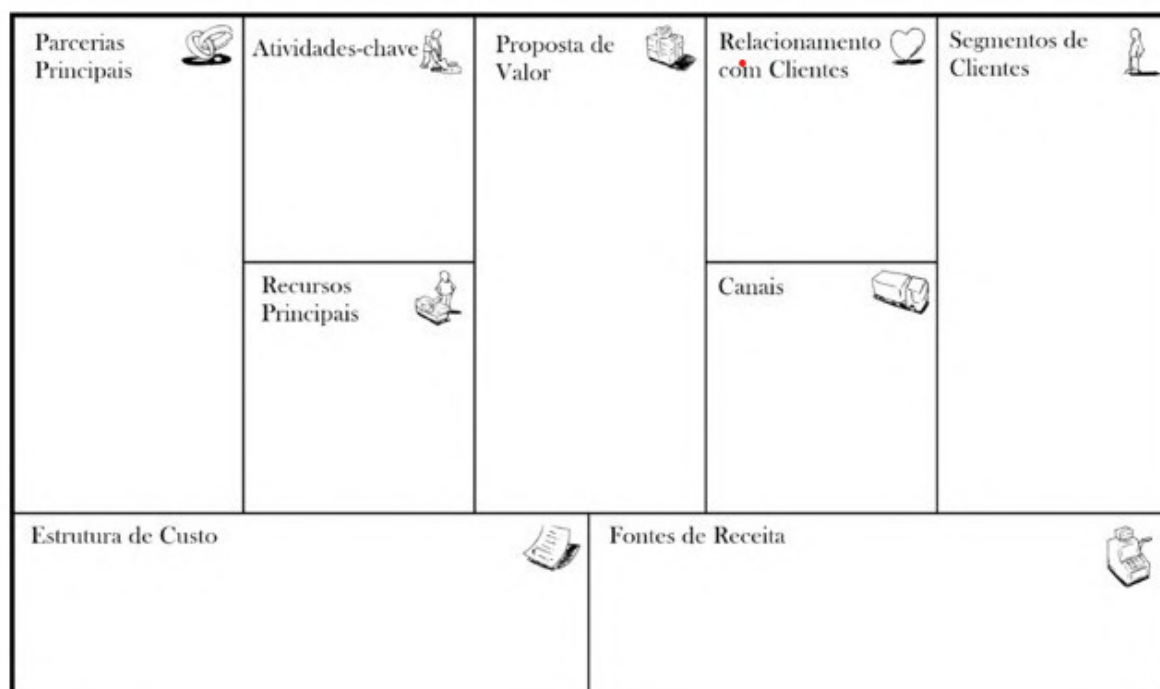 Parcerias
Principais
Atividades-chave
Proposta de
Valor
Relacionamento
com Clientes
Segmentos de
Clientes
Recursos
Principais
Canais
Estrutura de Custo
Fontes de Receita